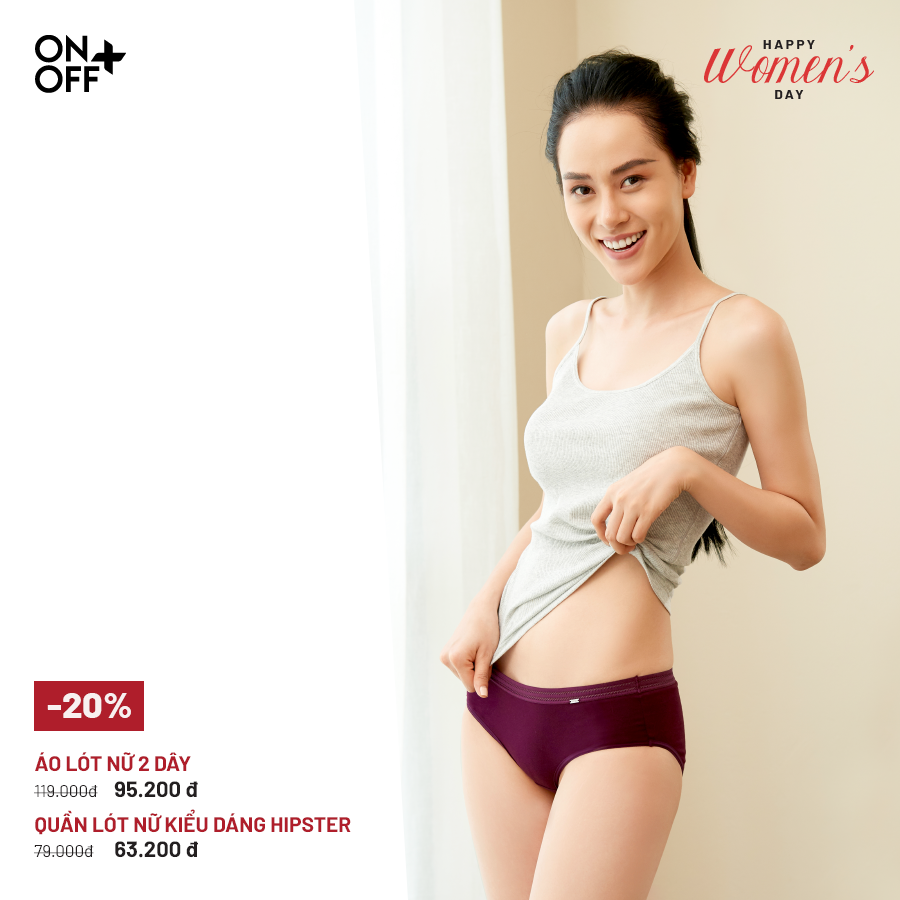 ON
OFF
HAPPY
Women's
DAY
-20%
ÁO LÓT NỮ 2 DÂY
119.000đ 95.200 đ
QUẦN LÓT NỮ KIỂU DÁNG HIPSTER
79.000đ 63.200 đ